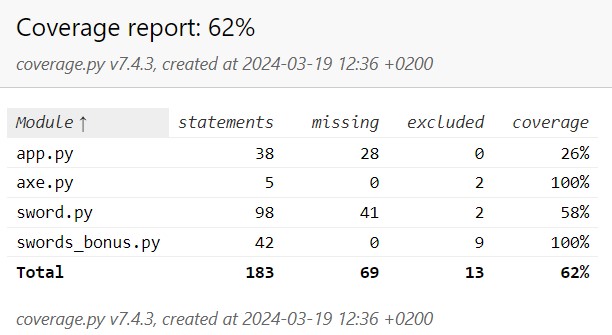 Coverage report: 62%
coverage.py v7.4.3, created at 2024-03-19 12:36 +0200
Module ↑ statements missing excluded coverage
app.py 38 28 0 26%
axe.py 5 0 2 100%
sword.py 98 41 2 58%
swords_bonus.py 42 0 9 100%
Total 183 69 13 62%
coverage.py v7.4.3, created at 2024-03-19 12:36 +0200